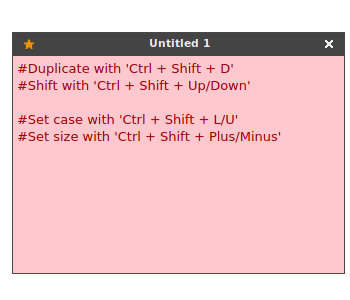 Untitled 1
#Duplicate with 'Ctrl + Shift + D'
#Shift with 'Ctrl + Shift + Up/Down'
#Set case with 'Ctrl + Shift + L/U'
#Set size with 'Ctrl + Shift + Plus/Minus'